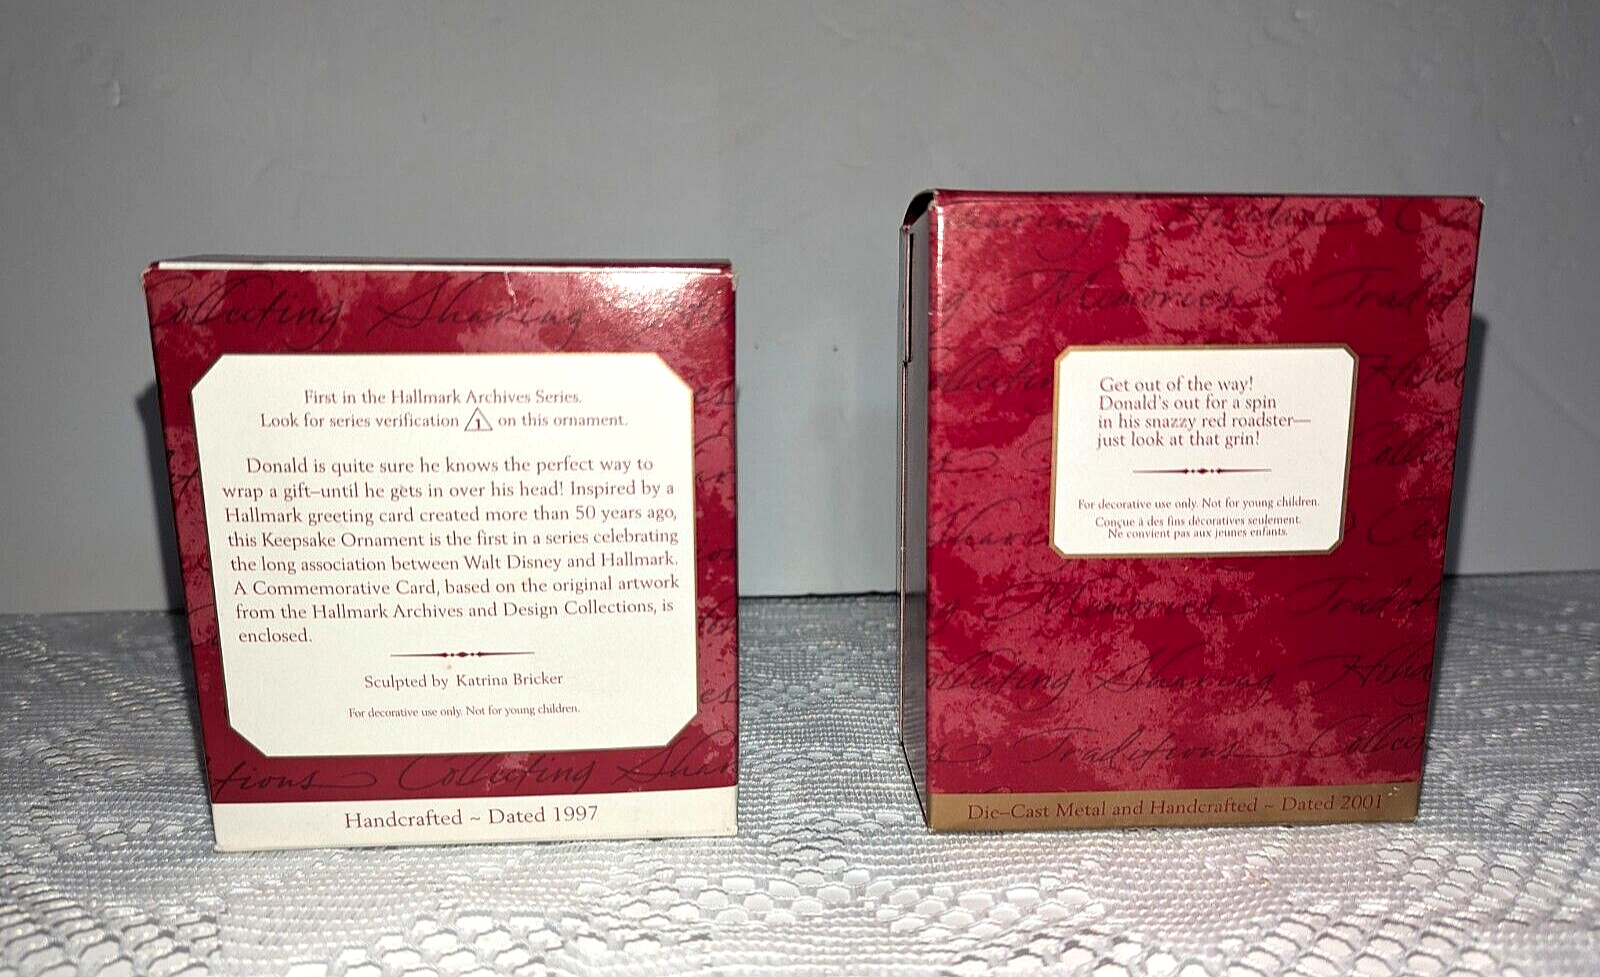 Collecting Sharing
First in the Hallmark Archives Series.
Look for series verification 1 on this ornament.
Donald is quite sure he knows the perfect way to
wrap a gift–until he gets in over his head! Inspired by a
Hallmark greeting card created more than 50 years ago,
this Keepsake Ornament is the first in a series celebrating
the long association between Walt Disney and Hallmark.
A Commemorative Card, based on the original artwork
from the Hallmark Archives and Design Collections, is
enclosed.
Sculpted by Katrina Bricker
For decorative use only. Not for young children.
Collecting
Handcrafted ~ Dated 1997
Memories
Get out of the way!
Donald's out for a spin
in his snazzy red roadster—
just look at that grin!
For decorative use only. Not for young children.
Conçue à des fins décoratives seulement.
Ne convient pas aux jeunes enfants.
Memories
Sharing
Traditions
Die–Cast Metal and Handcrafted ~ Dated 2001